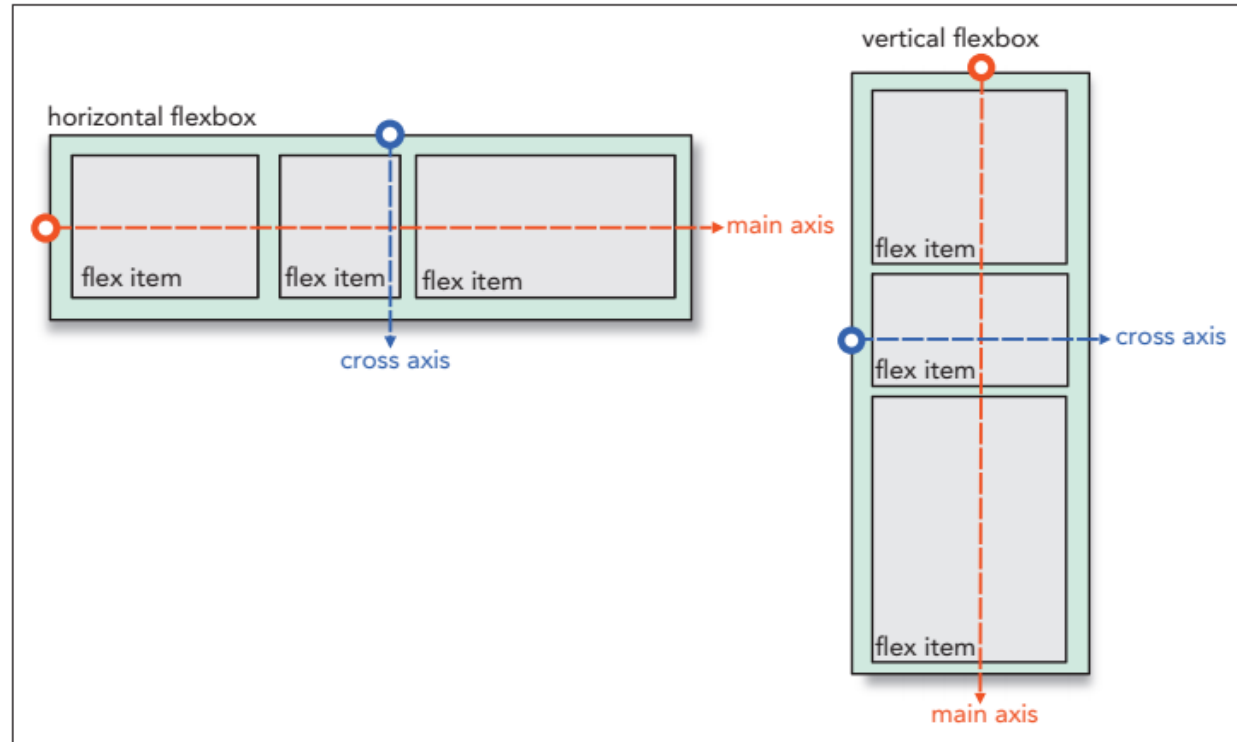 horizontal flexbox
flex item
flex item
flex item
main axis
cross axis
vertical flexbox
flex item
flex item
cross axis
flex item
main axis